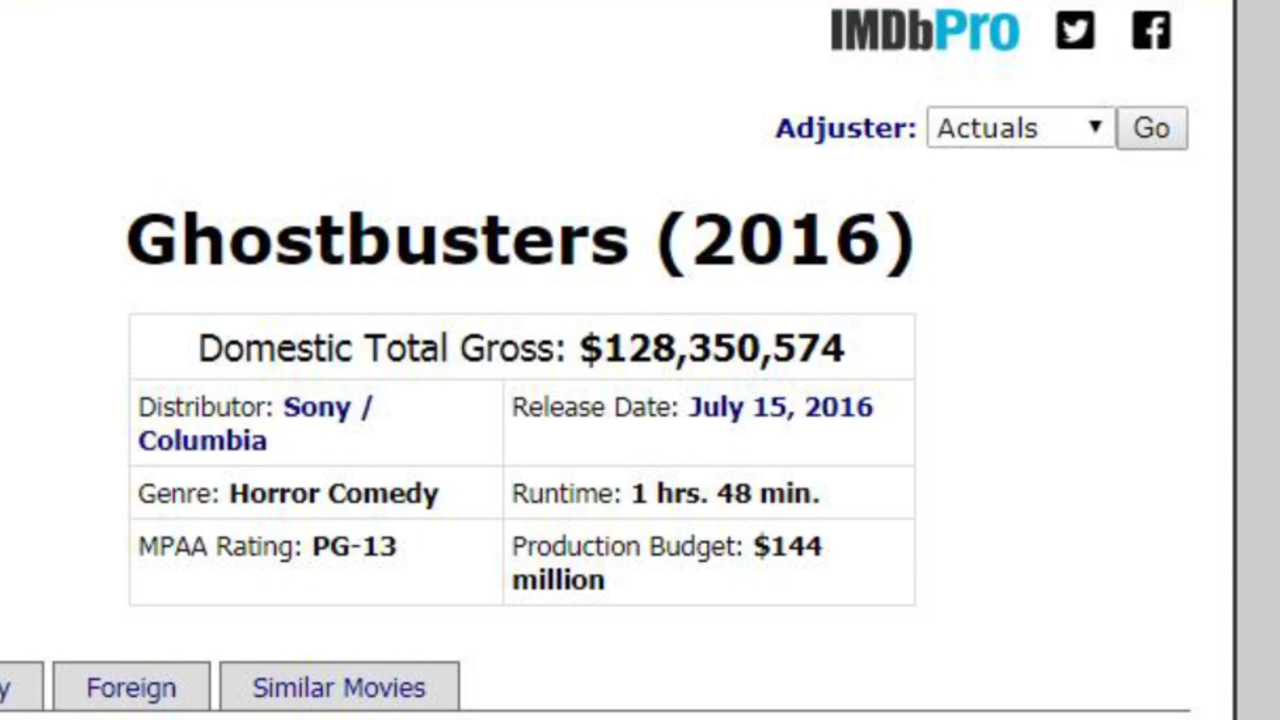 IMDbPro
Adjuster: Actuals Go
Ghostbusters (2016)
Domestic Total Gross: $128,350,574
Distributor: Sony /
Columbia
Release Date: July 15, 2016
Genre: Horror Comedy
Runtime: 1 hrs. 48 min.
MPAA Rating: PG-13
Production Budget: $144
million
y
Foreign
Similar Movies